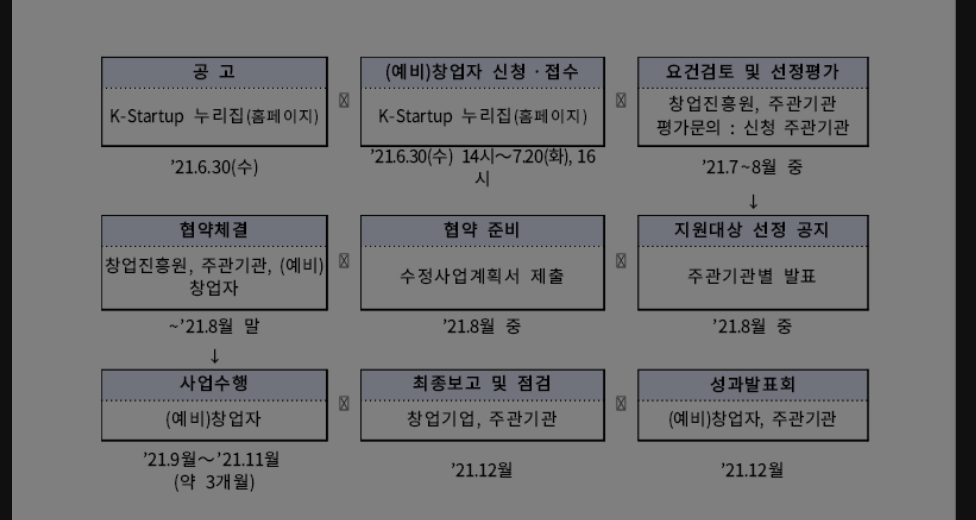 공 고
K-Startup 누리집(홈페이지)
'21.6.30(수)
(예비)창업자 신청 · 접수
K-Startup 누리집(홈페이지)
'21.6.30(수) 14시～7.20(화), 16
시
요건검토 및 선정평가
창업진흥원, 주관기관
평가문의 : 신청 주관기관
'21.7~8월 중
↓
협약체결
창업진흥원, 주관기관, (예비)
창업자
~'21.8월 말
↓
협약 준비
수정사업계획서 제출
'21.8월 중
지원대상 선정 공지
주관기관별 발표
'21.8월 중
사업수행
(예비)창업자
'21.9월～'21.11월
(약 3개월)
최종보고 및 점검
창업기업, 주관기관
'21.12월
성과발표회
(예비)창업자, 주관기관
'21.12월